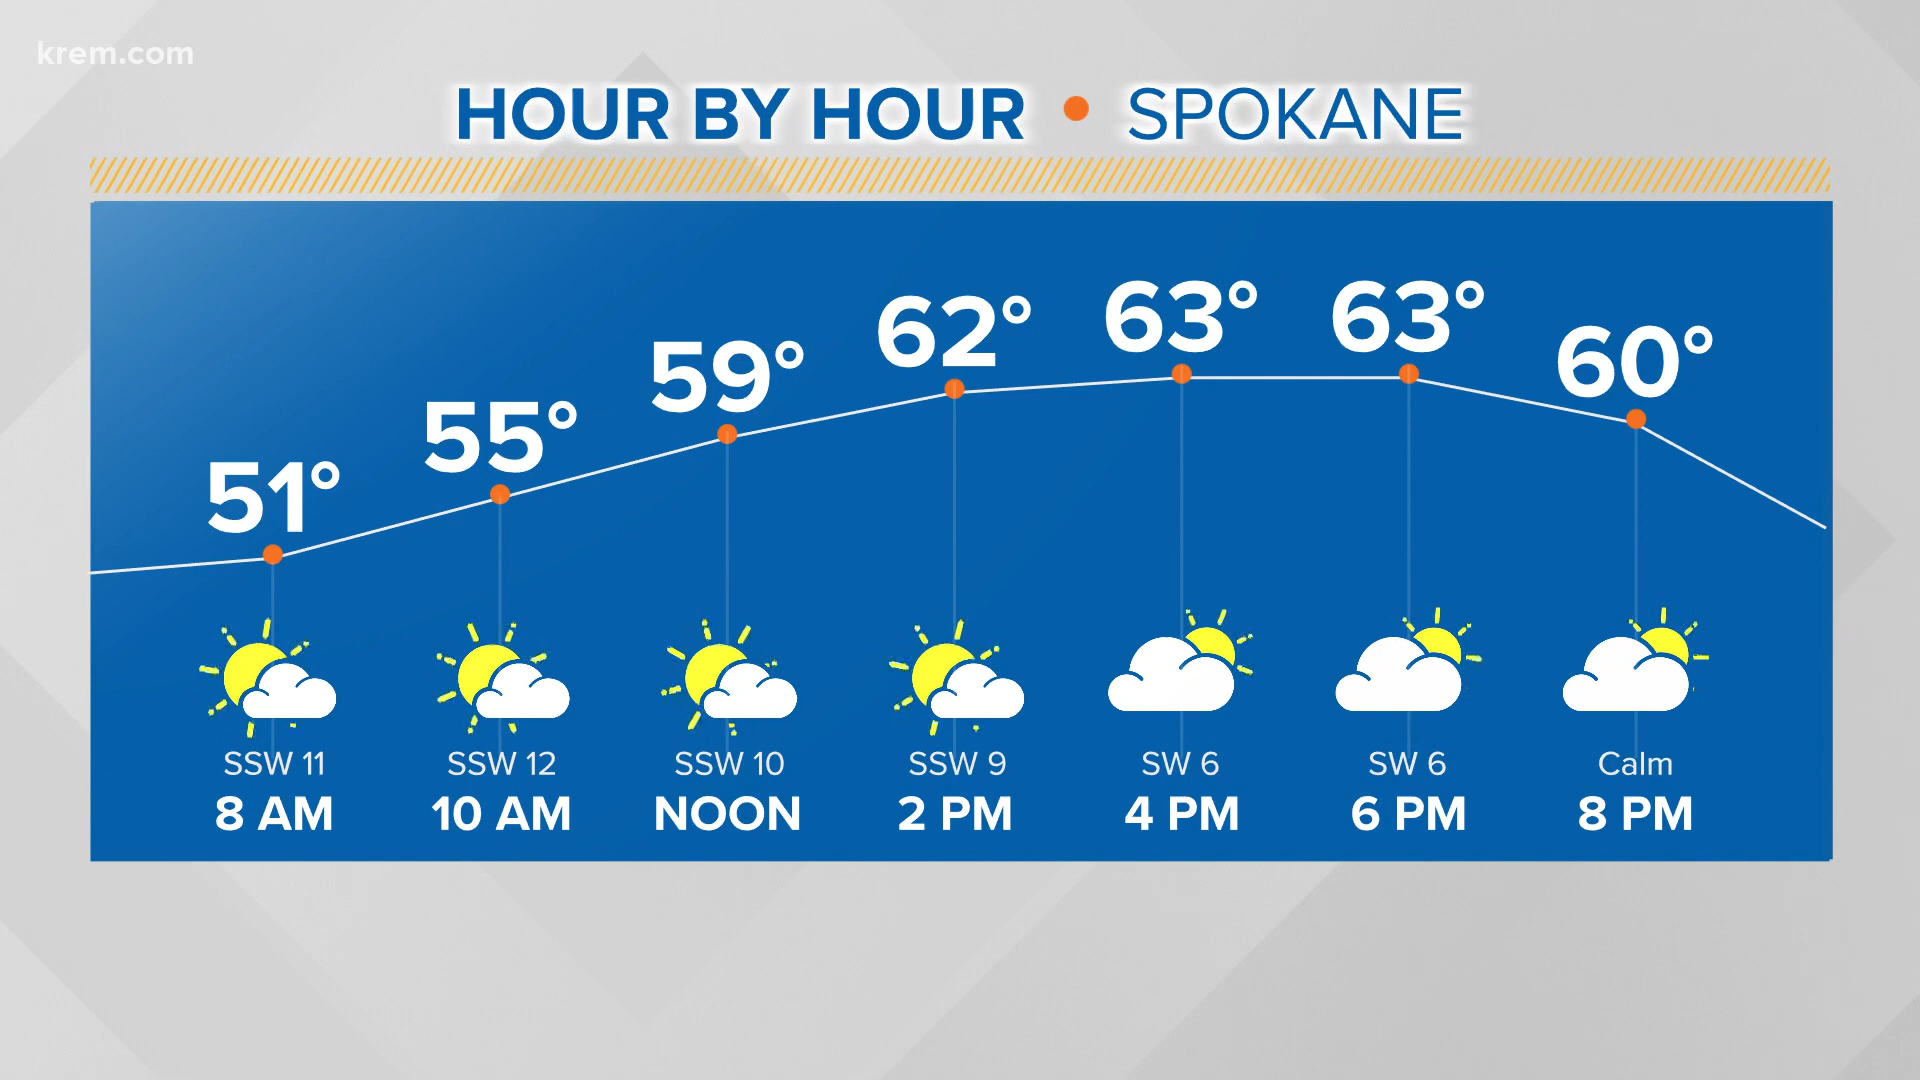 krem.com
HOUR BY HOUR • SPOKANE
51° 55° 59° 62° 63° 63° 60°
SSW 11 SSW 12 SSW 10 SSW 9 SW 6 SW 6 Calm
8 AM 10 AM NOON 2 PM 4 PM 6 PM 8 PM